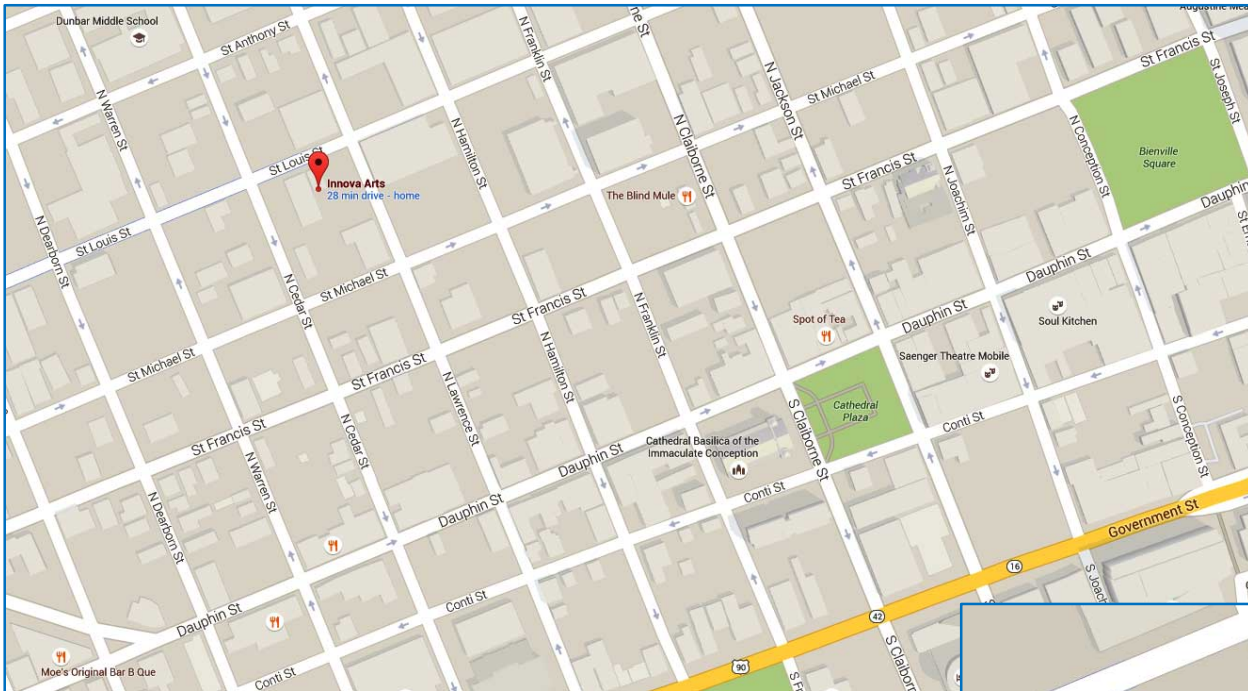 Dunbar Middle School
St Anthony St
N Franklin St
ne St
Augustine Mea
St Francis St
St Joseph St
N Warren St
N Hamilton St
N Claiborne St
N Jackson St
St Michael St
N Conception St
Bienville
Square
St Louis St
Innova Arts
28 min drive - home
The Blind Mule
St Francis St
N Joachim St
Dauphin
St Em
N Dearborn St
St Louis St
N Cedar St
St Michael St
St Francis St
N Franklin St
Dauphin St
Dauphin St
Spot of Tea
Soul Kitchen
Saenger Theatre Mobile
St Michael St
St Francis St
N Hamilton St
N Lawrence St
Cathedral
Plaza
S Claiborne St
Conti St
S Conception St
St Francis St
N Cedar St
N Warren St
Cathedral Basilica of the
Immaculate Conception
Dauphin St
Dauphin St
Conti St
N Dearborn St
Government St
16
S Joach
Conti St
Dauphin St
42
S Claiborne
Moe's Original Bar B Que
Conti St
90
S Fr